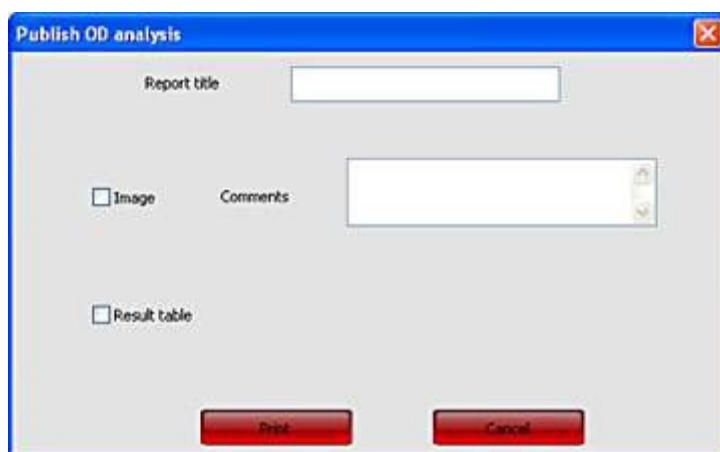 Publish OD analysis
Report title
Image Comments
Result table
Print Cancel